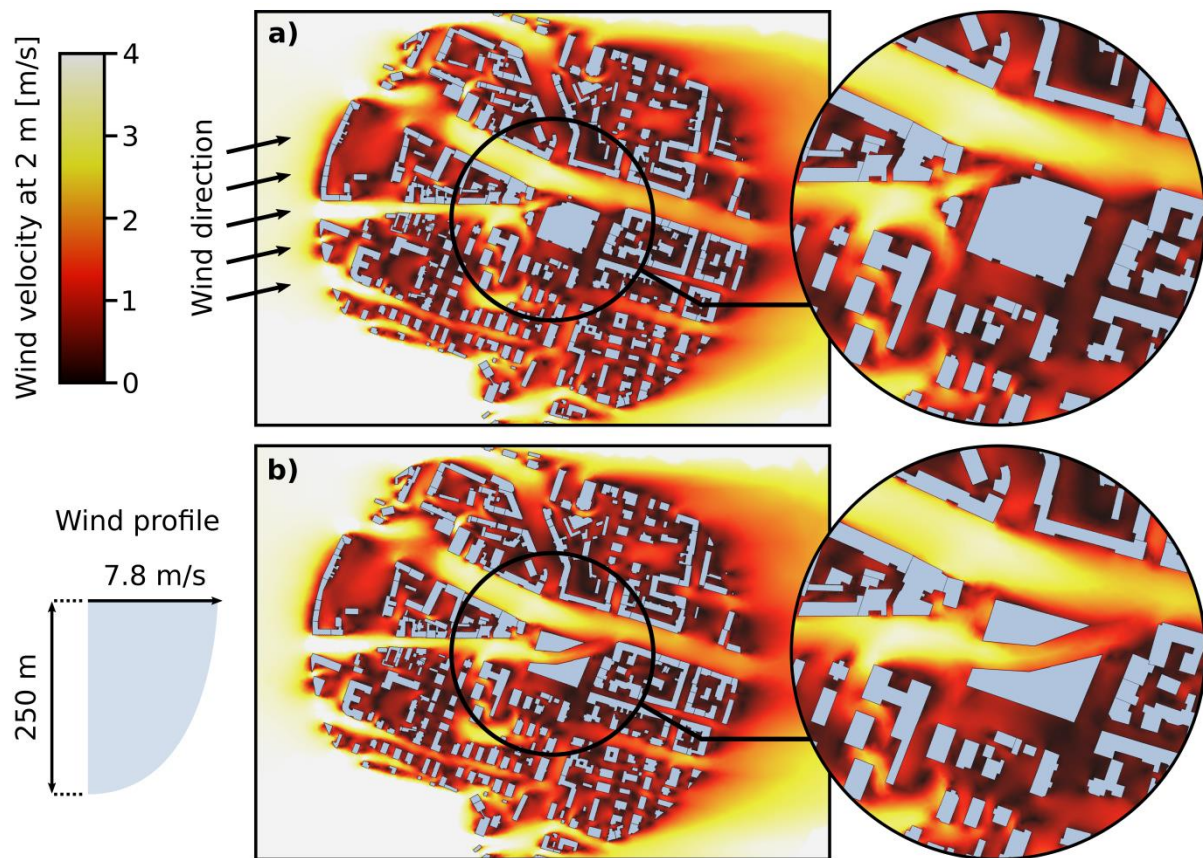 Wind velocity at 2 m [m/s]
4
3
2
1
0
Wind direction
a)
b)
Wind profile
7.8 m/s
250 m